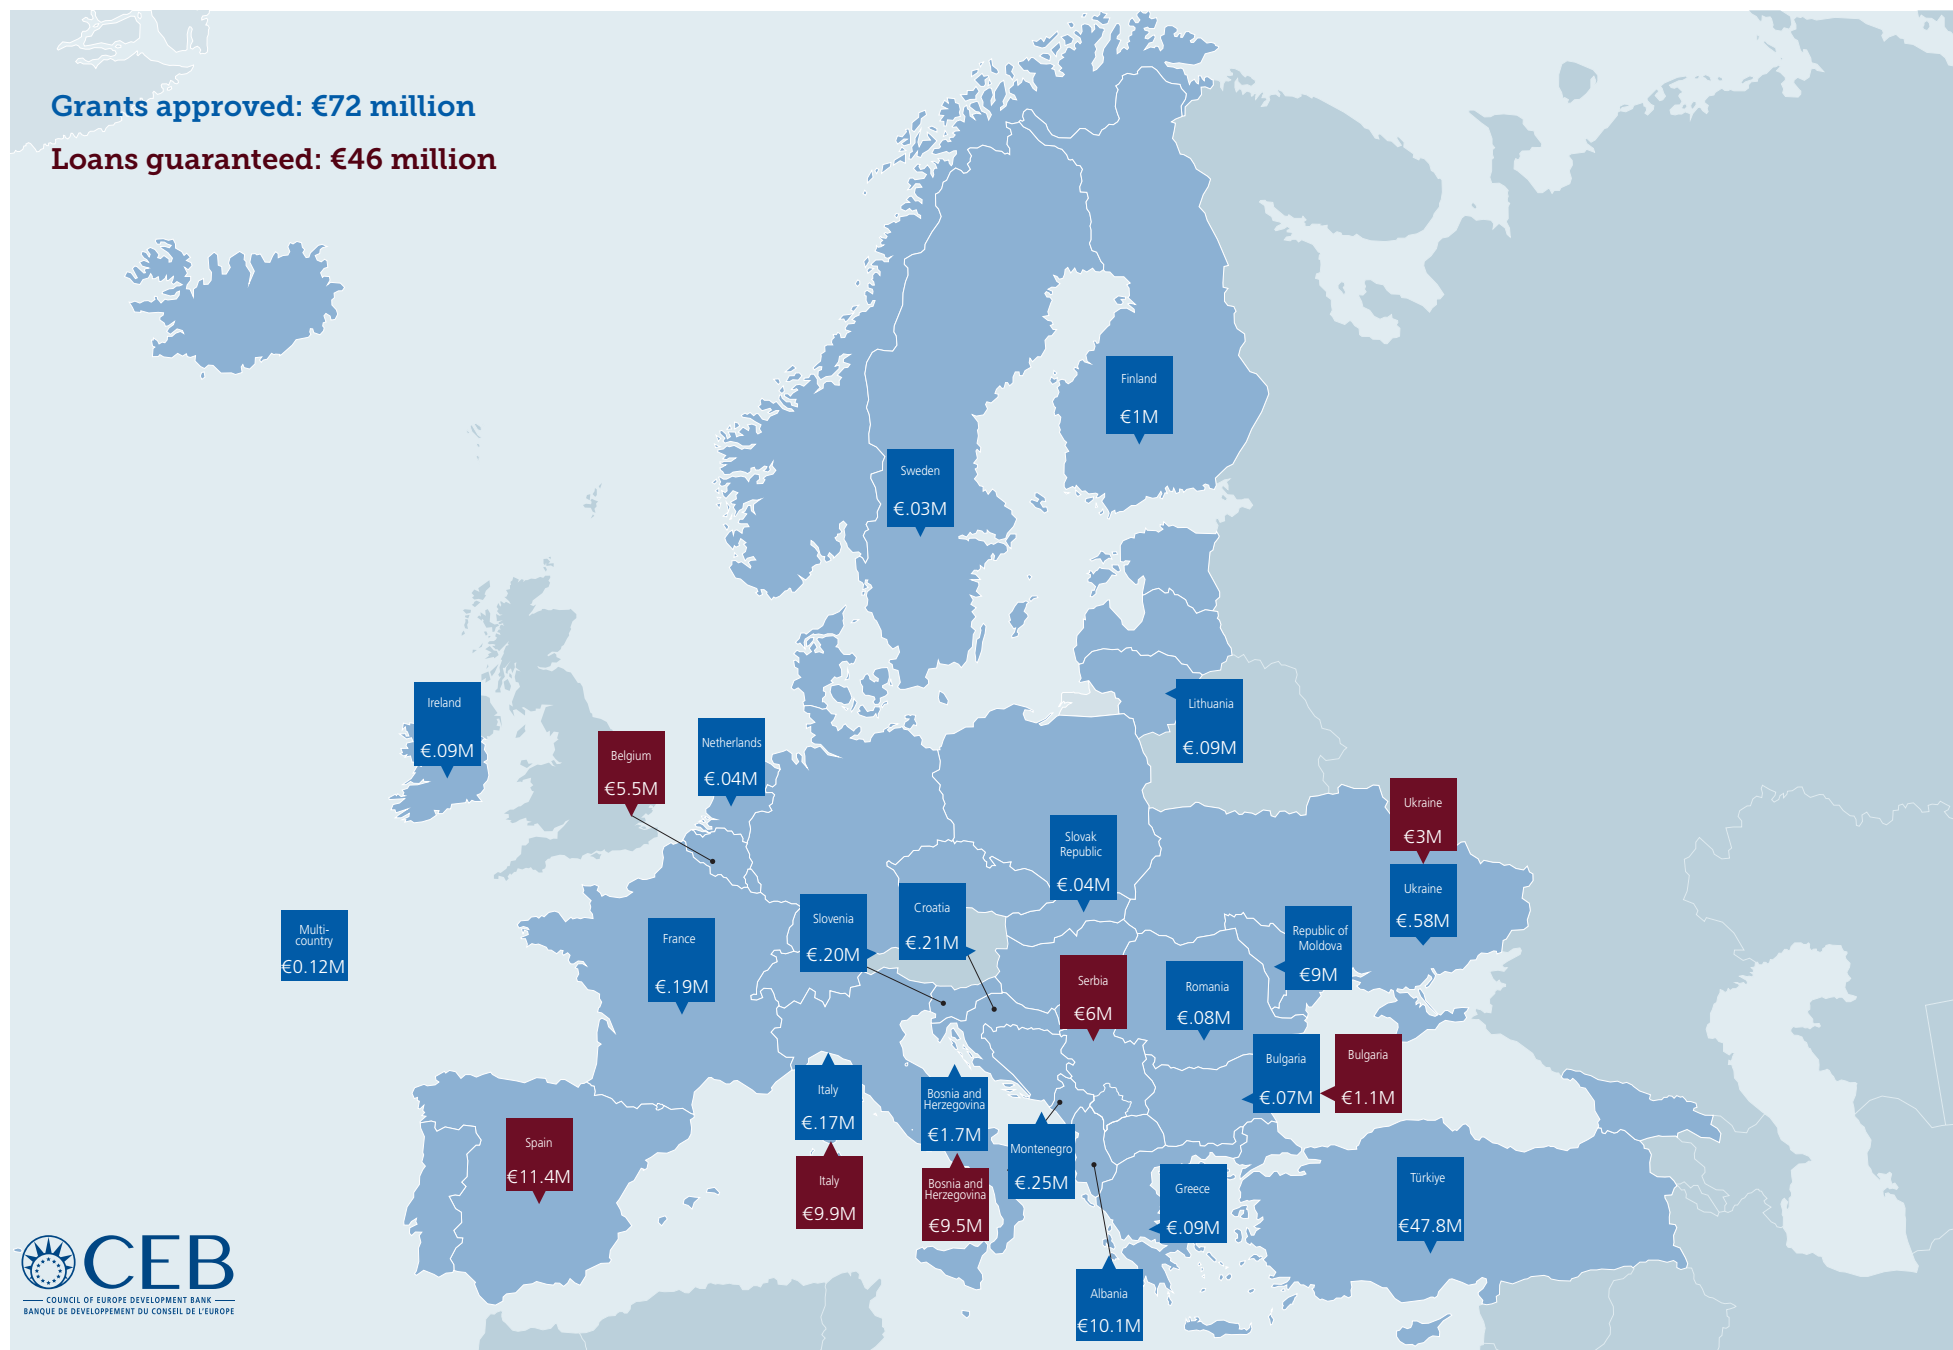 Grants approved: €72 million
Loans guaranteed: €46 million
Finland
€1M
Sweden
€.03M
Ireland
€.09M
Belgium
€5.5M
Netherlands
€.04M
Lithuania
€.09M
Ukraine
€3M
Ukraine
€.58M
Slovak
Republic
€.04M
Multi-
country
€0.12M
France
€.19M
Slovenia
€.20M
Croatia
€.21M
Republic of
Moldova
€9M
Serbia
€6M
Romania
€.08M
Bulgaria
€.07M
Bulgaria
€1.1M
Italy
€.17M
Bosnia and
Herzegovina
€1.7M
Montenegro
€.25M
Spain
€11.4M
Italy
€9.9M
Bosnia and
Herzegovina
€9.5M
Greece
€.09M
Türkiye
€47.8M
Albania
€10.1M
CEB
COUNCIL OF EUROPE DEVELOPMENT BANK
BANQUE DE DEVELOPPEMENT DU CONSEIL DE L'EUROPE